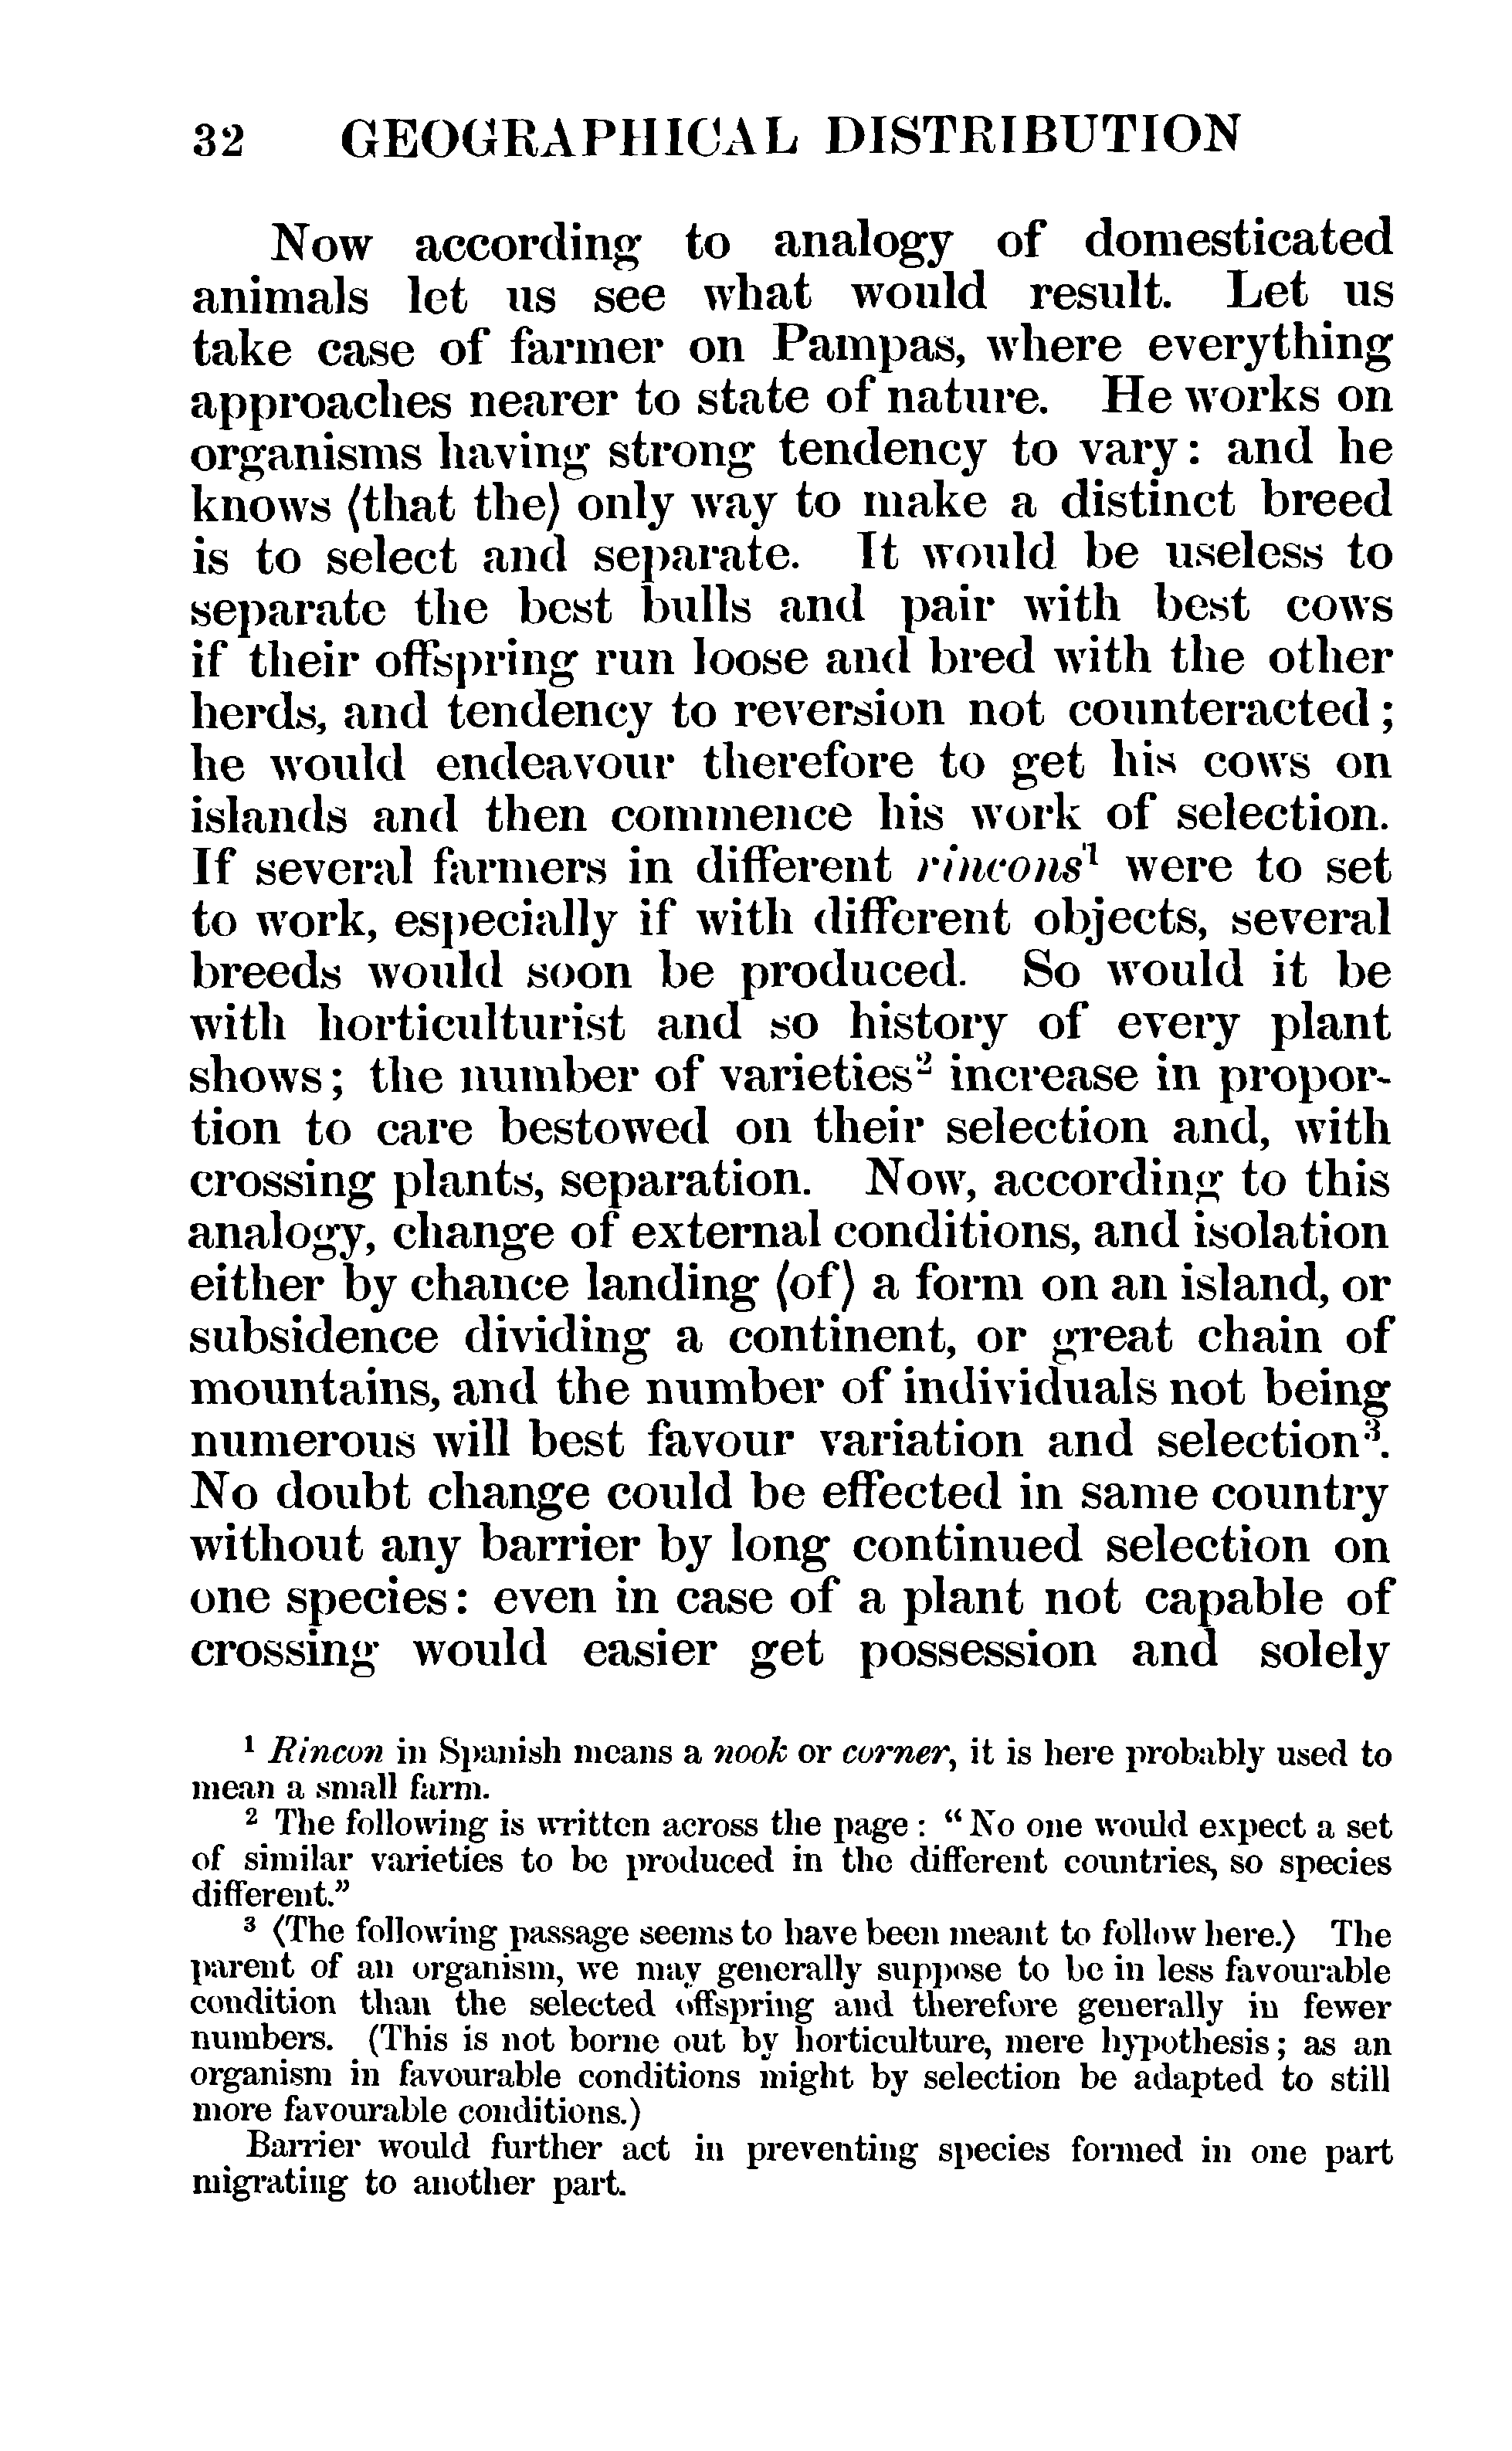 32 GEOGRAPHICAL DISTRIBUTION
Now according to analogy of domesticated
animals let us see what would result. Let us
take case of farmer on Pampas, where everything
approaches nearer to state of nature. He works on
organisms having strong tendency to vary: and he
knows ⟨that the⟩ only way to make a distinct breed
is to select and separate. It would be useless to
separate the best bulls and pair with best cows
if their offspring run loose and bred with the other
herds, and tendency to reversion not counteracted;
he would endeavour therefore to get his cows on
islands and then commence his work of selection.
If several farmers in different rincons¹ were to set
to work, especially if with different objects, several
breeds would soon be produced. So would it be
with horticulturist and so history of every plant
shows; the number of varieties² increase in propor-
tion to care bestowed on their selection and, with
crossing plants, separation. Now, according to this
analogy, change of external conditions, and isolation
either by chance landing ⟨of⟩ a form on an island, or
subsidence dividing a continent, or great chain of
mountains, and the number of individuals not being
numerous will best favour variation and selection³.
No doubt change could be effected in same country
without any barrier by long continued selection on
one species: even in case of a plant not capable of
crossing would easier get possession and solely
¹ Rincon in Spanish means a nook or corner, it is here probably used to
mean a small farm.
² The following is written across the page: "No one would expect a set
of similar varieties to be produced in the different countries, so species
different."
³ ⟨The following passage seems to have been meant to follow here.⟩ The
parent of an organism, we may generally suppose to be in less favourable
condition than the selected offspring and therefore generally in fewer
numbers. (This is not borne out by horticulture, mere hypothesis; as an
organism in favourable conditions might by selection be adapted to still
more favourable conditions.)
Barrier would further act in preventing species formed in one part
migrating to another part.